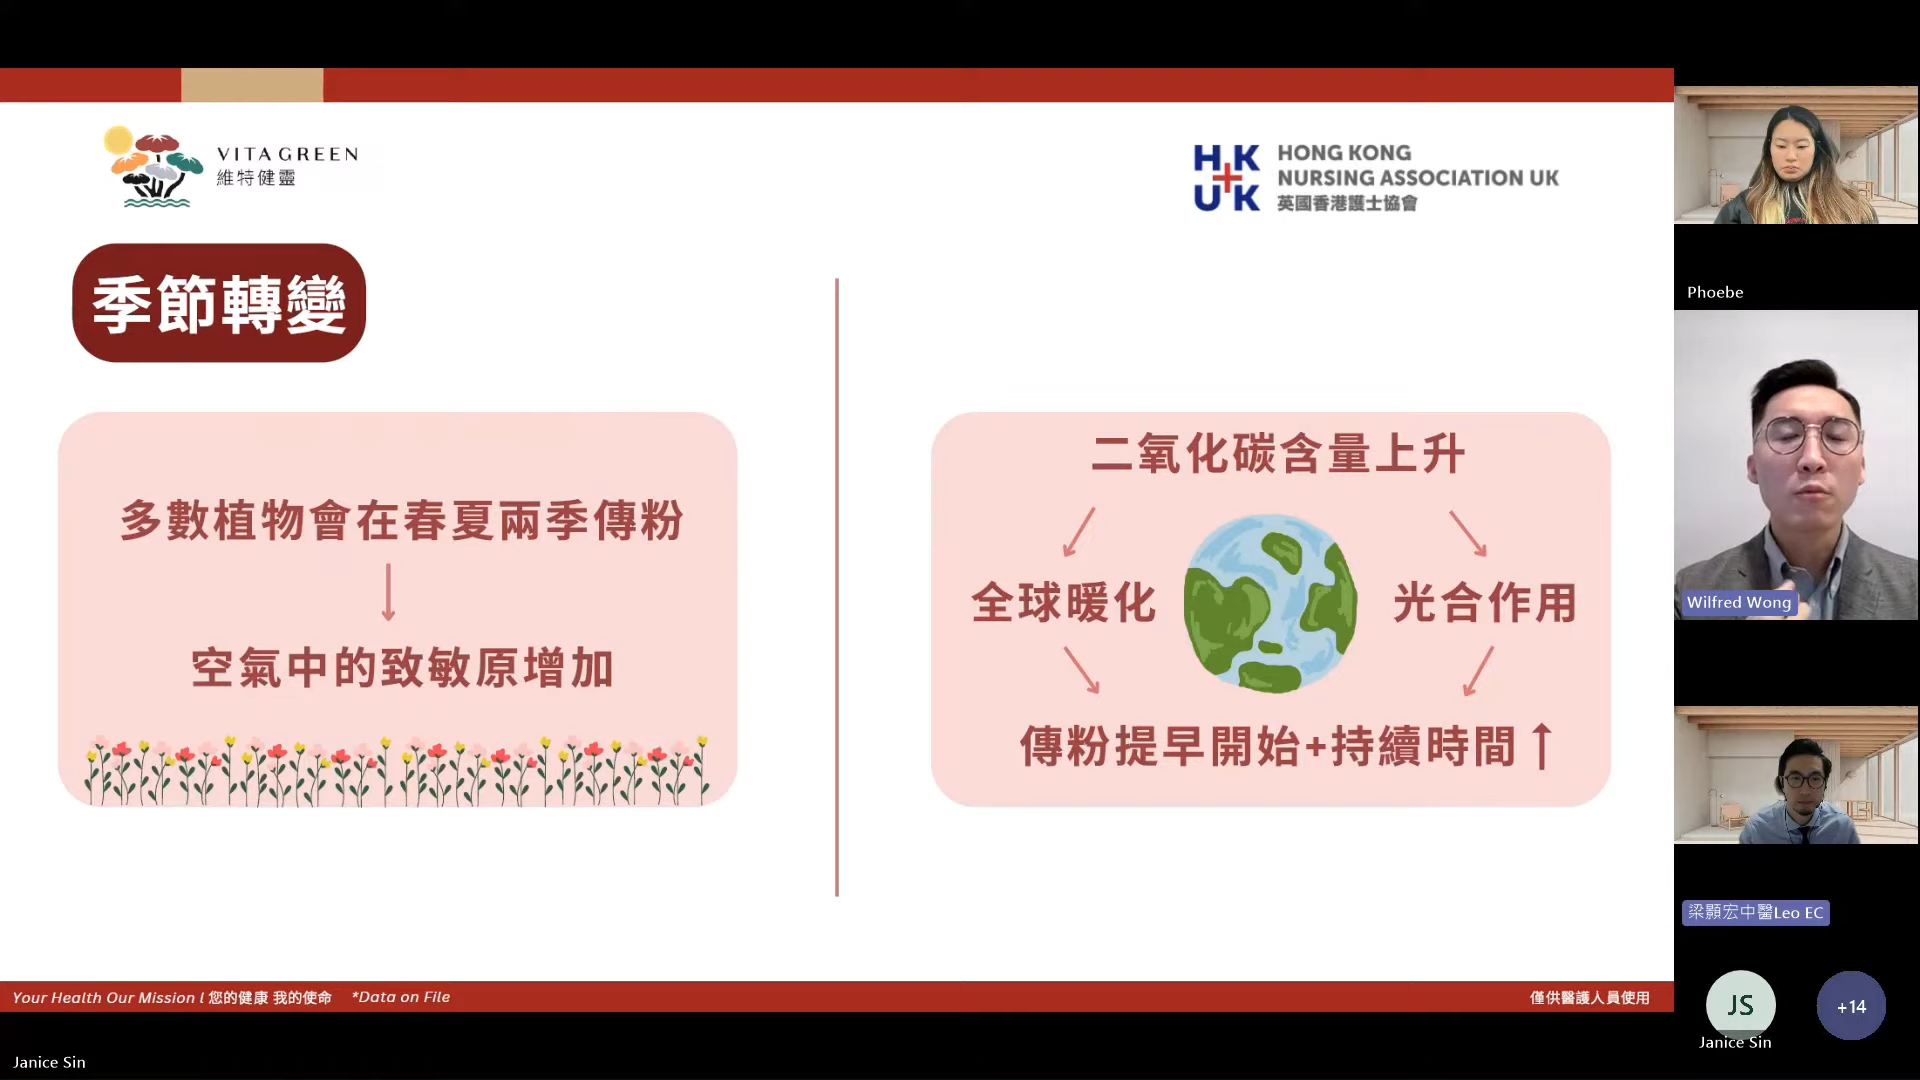 VITAGREEN
維特健靈
HK
UK
HONG KONG
NURSING ASSOCIATION UK
英國香港護士協會
季節轉變
多數植物會在春夏兩季傳粉
空氣中的致敏原增加
二氧化碳含量上升
全球暖化
光合作用
傳粉提早開始+持續時間
Your Health Our Mission l 您的健康 我的使命 *Data on File
僅供醫護人員使用
Janice Sin
Phoebe
Wilfred Wong
梁顥宏中醫Leo EC
JS
+14
Janice Sin